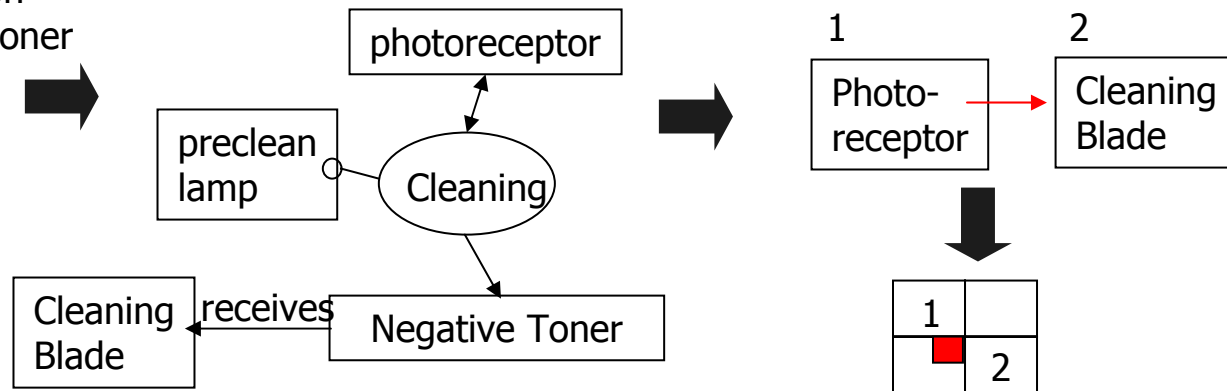 oner
photoreceptor
preclean
lamp
Cleaning
Cleaning
Blade
receives
Negative Toner
1
2
Photo-
receptor
Cleaning
Blade
1
2